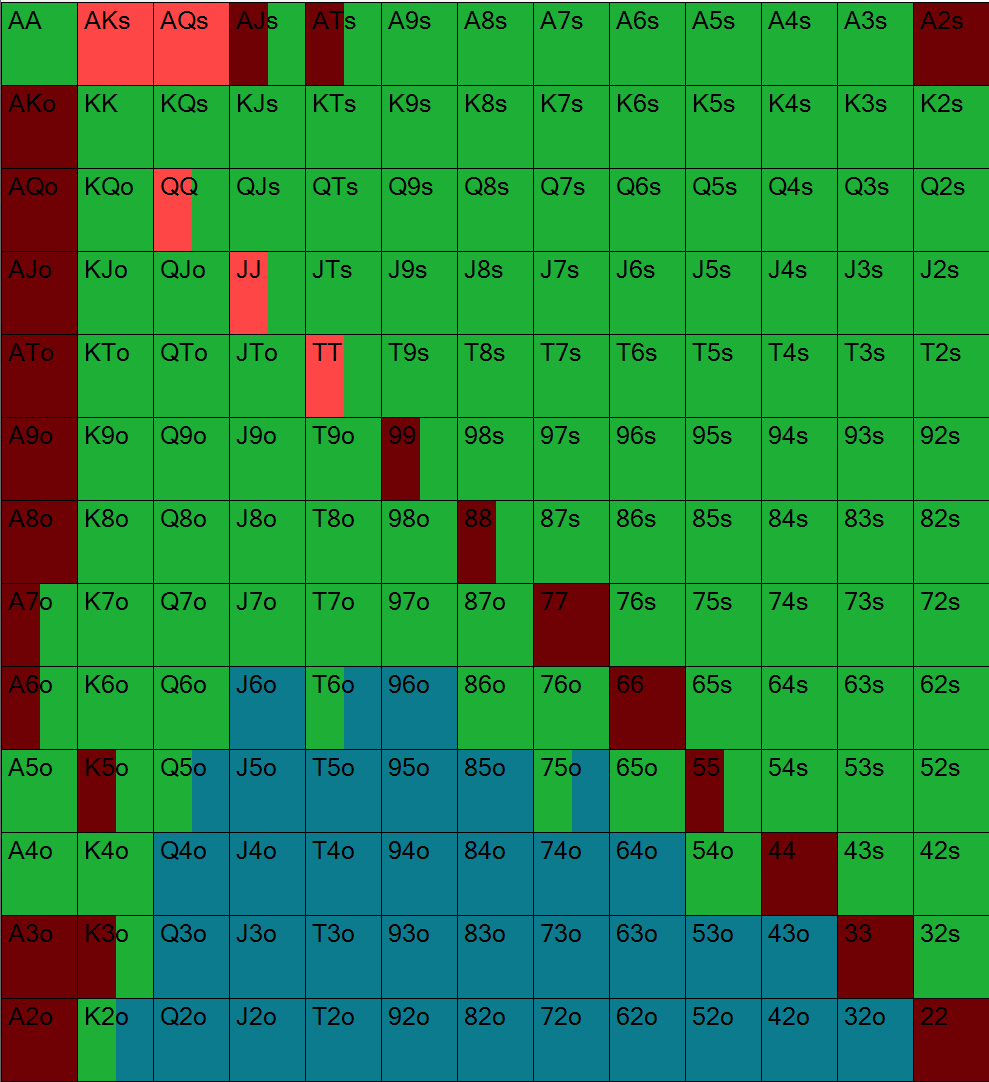 AA AKs AQs AJs ATs A9s A8s A7s A6s A5s A4s A3s A2s
AKo KK KQs KJs KTs K9s K8s K7s K6s K5s K4s K3s K2s
AQo KQo QQ QJs QTs Q9s Q8s Q7s Q6s Q5s Q4s Q3s Q2s
AJo KJo QJo JJ JTs J9s J8s J7s J6s J5s J4s J3s J2s
ATo KTo QTo JTo TT T9s T8s T7s T6s T5s T4s T3s T2s
A9o K9o Q9o J9o T9o 99 98s 97s 96s 95s 94s 93s 92s
A8o K8o Q8o J8o T8o 98o 88 87s 86s 85s 84s 83s 82s
A7o K7o Q7o J7o T7o 97o 87o 77 76s 75s 74s 73s 72s
A6o K6o Q6o J6o T6o 96o 86o 76o 66 65s 64s 63s 62s
A5o K5o Q5o J5o T5o 95o 85o 75o 65o 55 54s 53s 52s
A4o K4o Q4o J4o T4o 94o 84o 74o 64o 54o 44 43s 42s
A3o K3o Q3o J3o T3o 93o 83o 73o 63o 53o 43o 33 32s
A2o K2o Q2o J2o T2o 92o 82o 72o 62o 52o 42o 32o 22